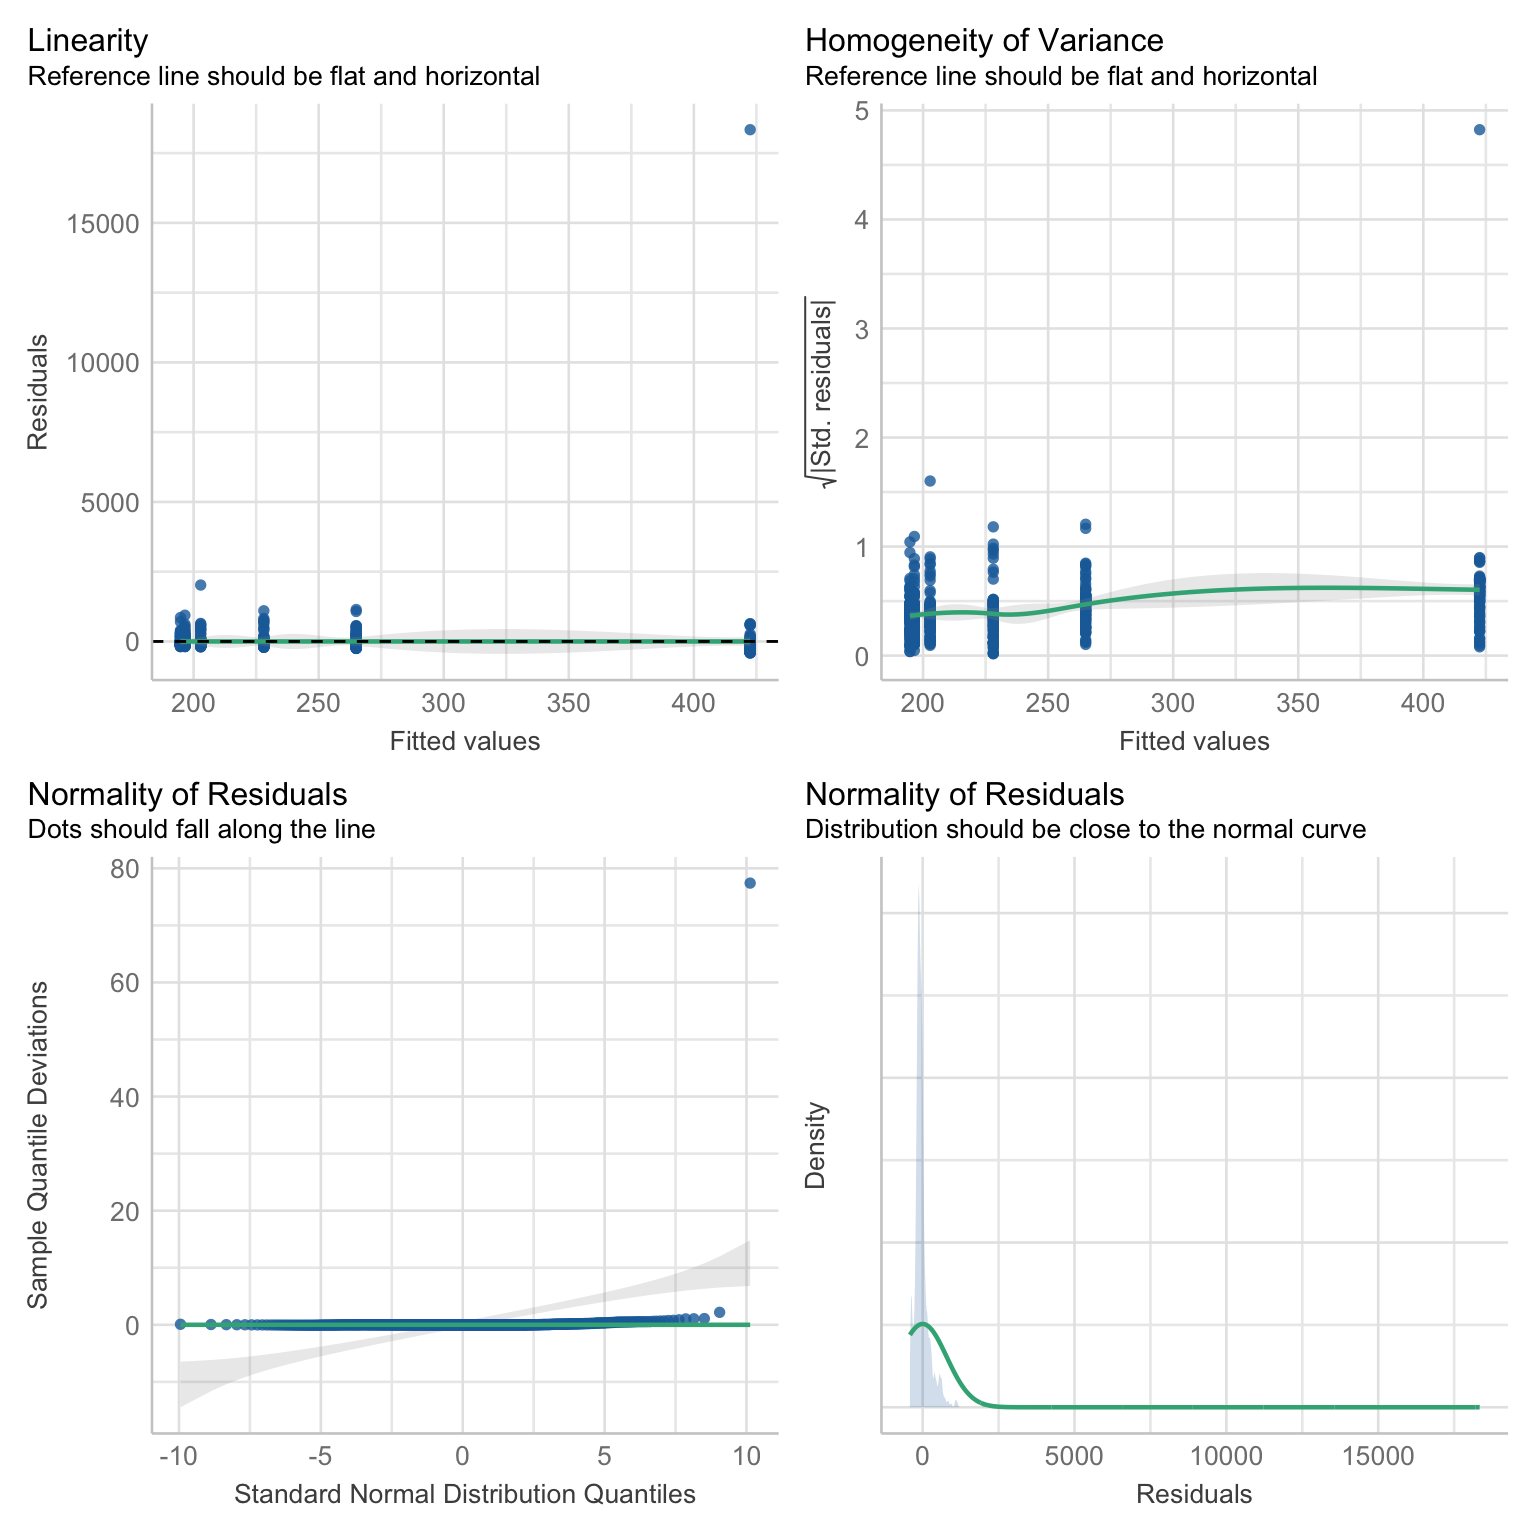 Linearity
Reference line should be flat and horizontal
15000
10000
5000
0
Residuals
200 250 300 350 400
Fitted values
Homogeneity of Variance
Reference line should be flat and horizontal
5
4
3
2
1
0
√|Std. residuals|
200 250 300 350 400
Fitted values
Normality of Residuals
Dots should fall along the line
80
60
40
20
0
Sample Quantile Deviations
-10 -5 0 5 10
Standard Normal Distribution Quantiles
Normality of Residuals
Distribution should be close to the normal curve
Density
0 5000 10000 15000
Residuals